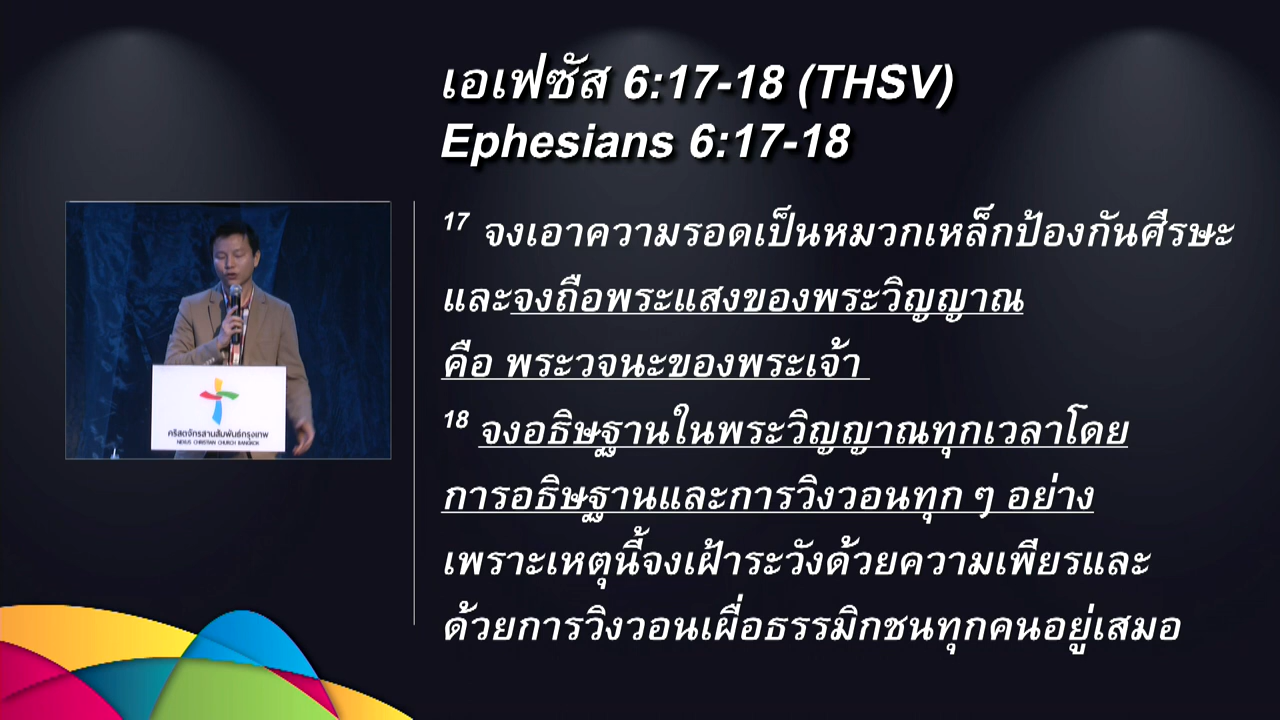 เอเฟซัส 6:17-18 (THSV)
Ephesians 6:17-18
17 จงเอาความรอดเป็นหมวกเหล็กป้องกันศีรษะ
และจงถือพระแสงของพระวิญญาณ
คือ พระวจนะของพระเจ้า
18 จงอธิษฐานในพระวิญญาณทุกเวลาโดย
การอธิษฐานและการวิงวอนทุก ๆ อย่าง
เพราะเหตุนี้จงเฝ้าระวังด้วยความเพียรและ
ด้วยการวิงวอนเผื่อธรรมิกชนทุกคนอยู่เสมอ
คริสตจักรสานสัมพันธ์กรุงเทพ
NEXUS CHRISTIAN CHURCH BANGKOK